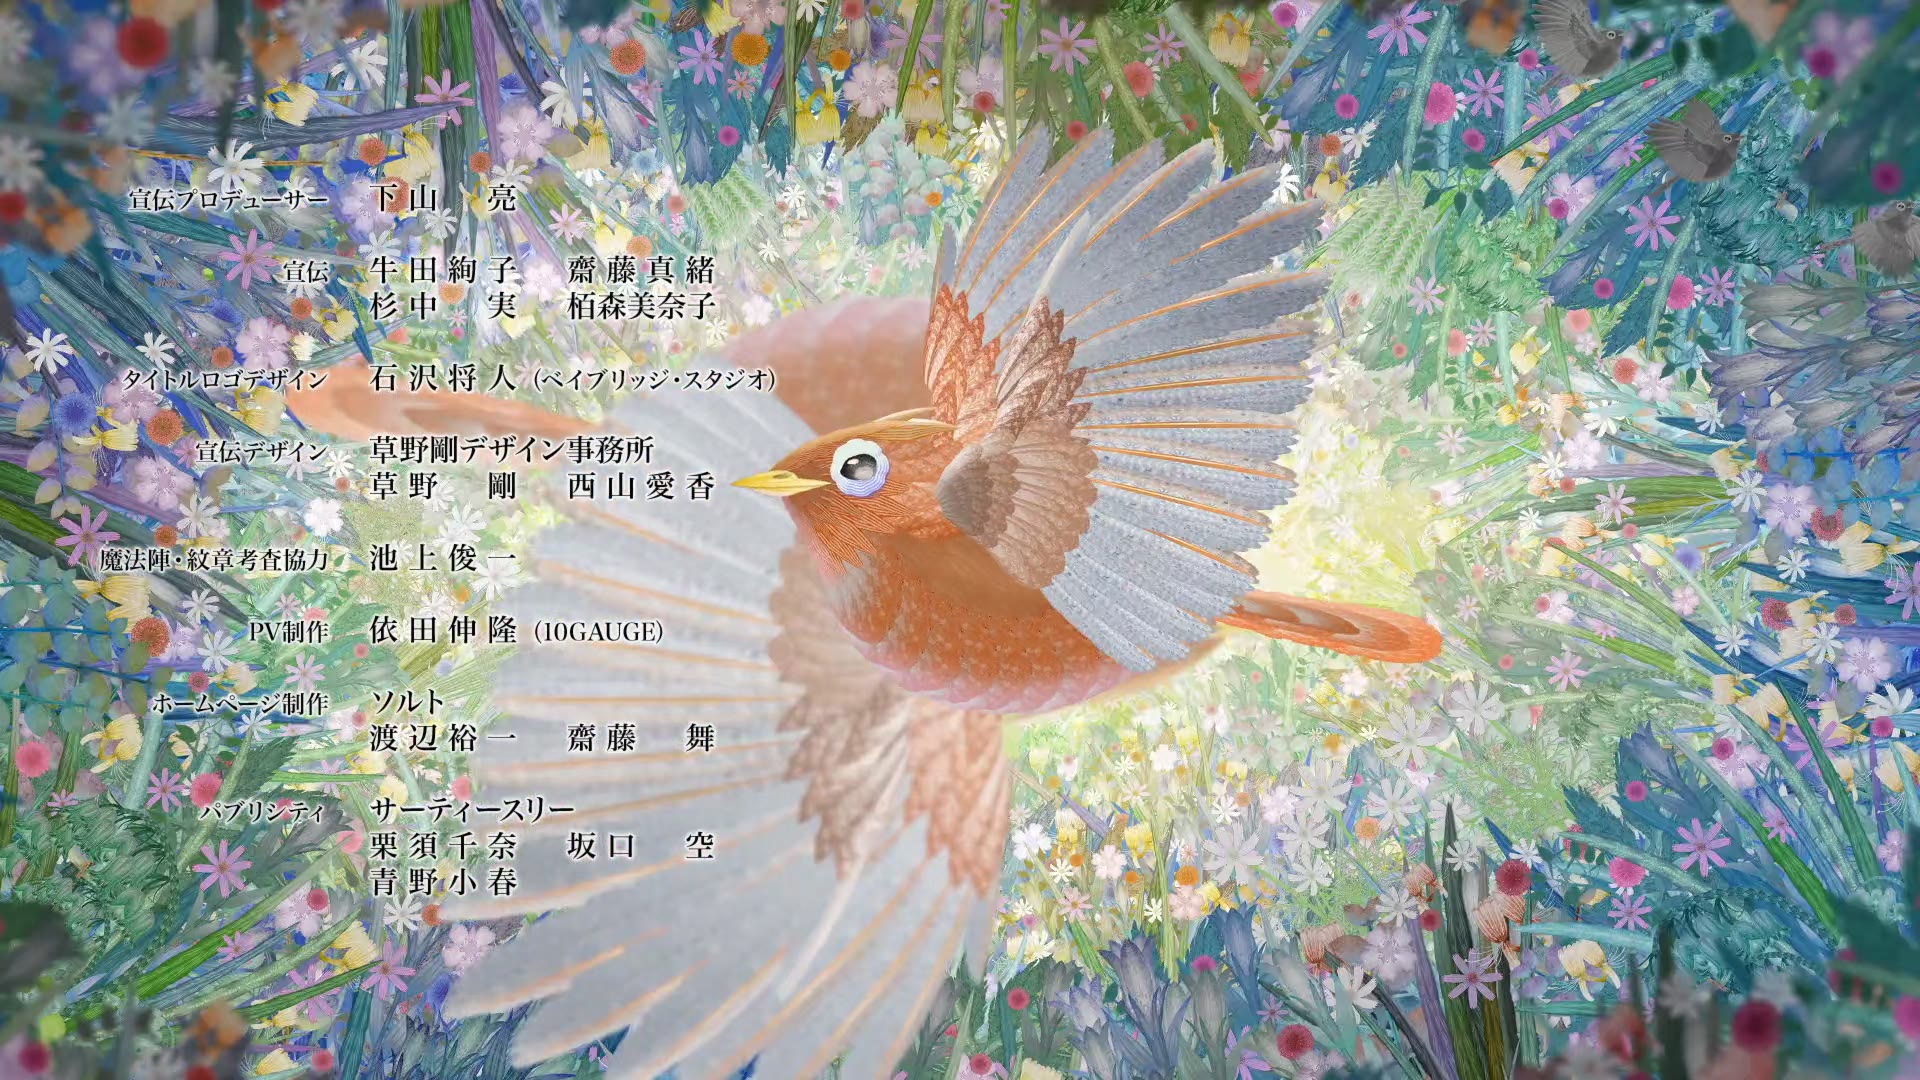 宣伝プロデューサー 下山 亮
宣伝 牛田絢子 齋藤真緒
杉中 実 栢森美奈子
タイトルロゴデザイン 石沢将人（ベイブリッジ・スタジオ）
宣伝デザイン 草野剛デザイン事務所
草野 剛 西山愛香
魔法陣・紋章考査協力 池上俊一
PV制作 依田伸隆（10GAUGE）
ホームページ制作 ソルト
渡辺裕一 齋藤 舞
パブリシティ サーティースリー
栗須千奈 坂口 空
青野小春